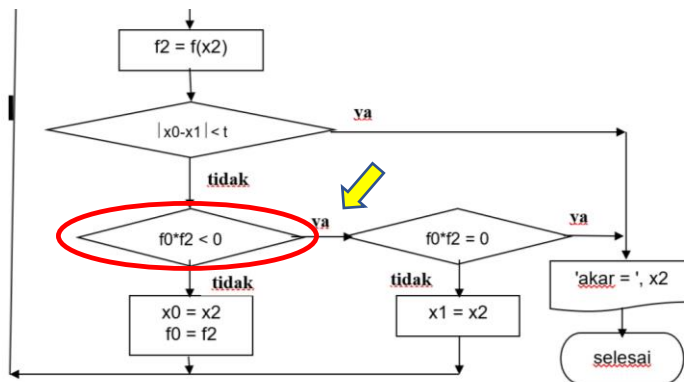 f2 = f(x2)
|x0-x1| < t
ya
tidak
f0*f2 < 0
ya
f0*f2 = 0
ya
tidak
tidak
x0 = x2
f0 = f2
x1 = x2
'akar = ', x2
selesai